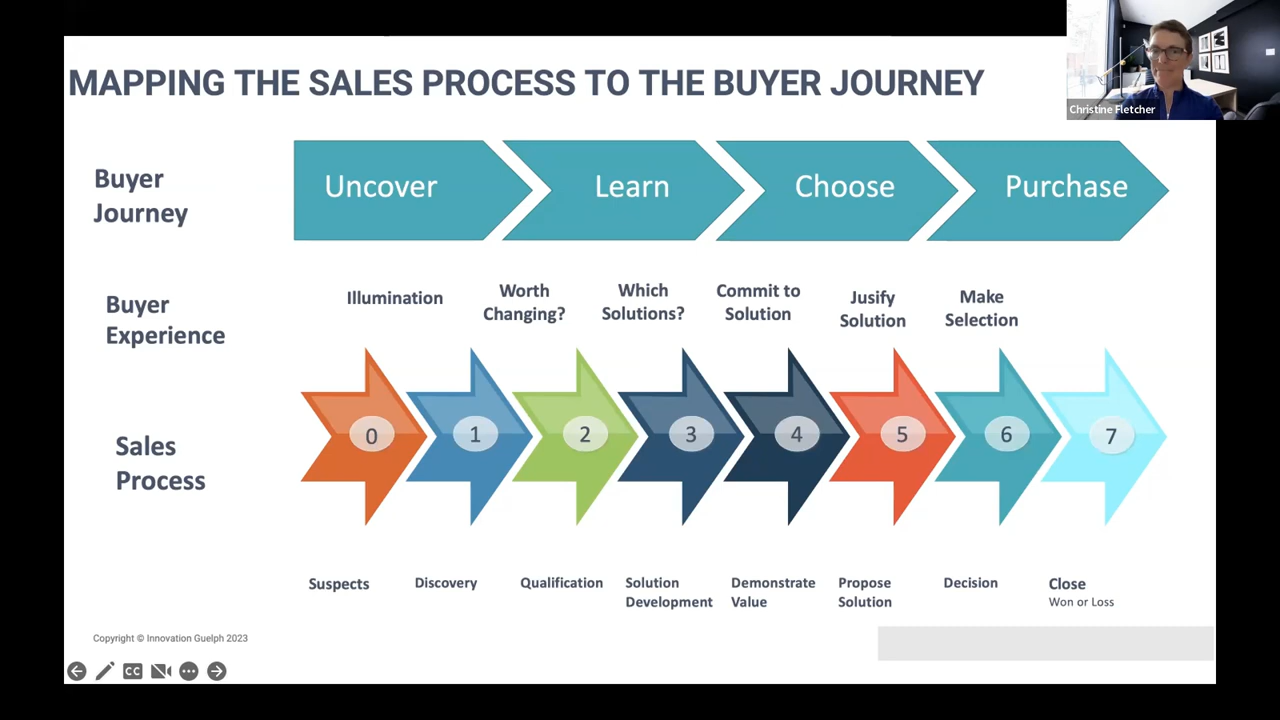 MAPPING THE SALES PROCESS TO THE BUYER JOURNEY
Christine Fletcher
Buyer
Journey
Uncover
Learn
Choose
Purchase
Buyer
Experience
Illumination
Worth
Changing?
Which
Solutions?
Commit to
Solution
Jusify
Solution
Make
Selection
Sales
Process
0
1
2
3
4
5
6
7
Suspects
Discovery
Qualification
Solution
Development
Demonstrate
Value
Propose
Solution
Decision
Close
Won or Loss
Copyright © Innovation Guelph 2023
CC